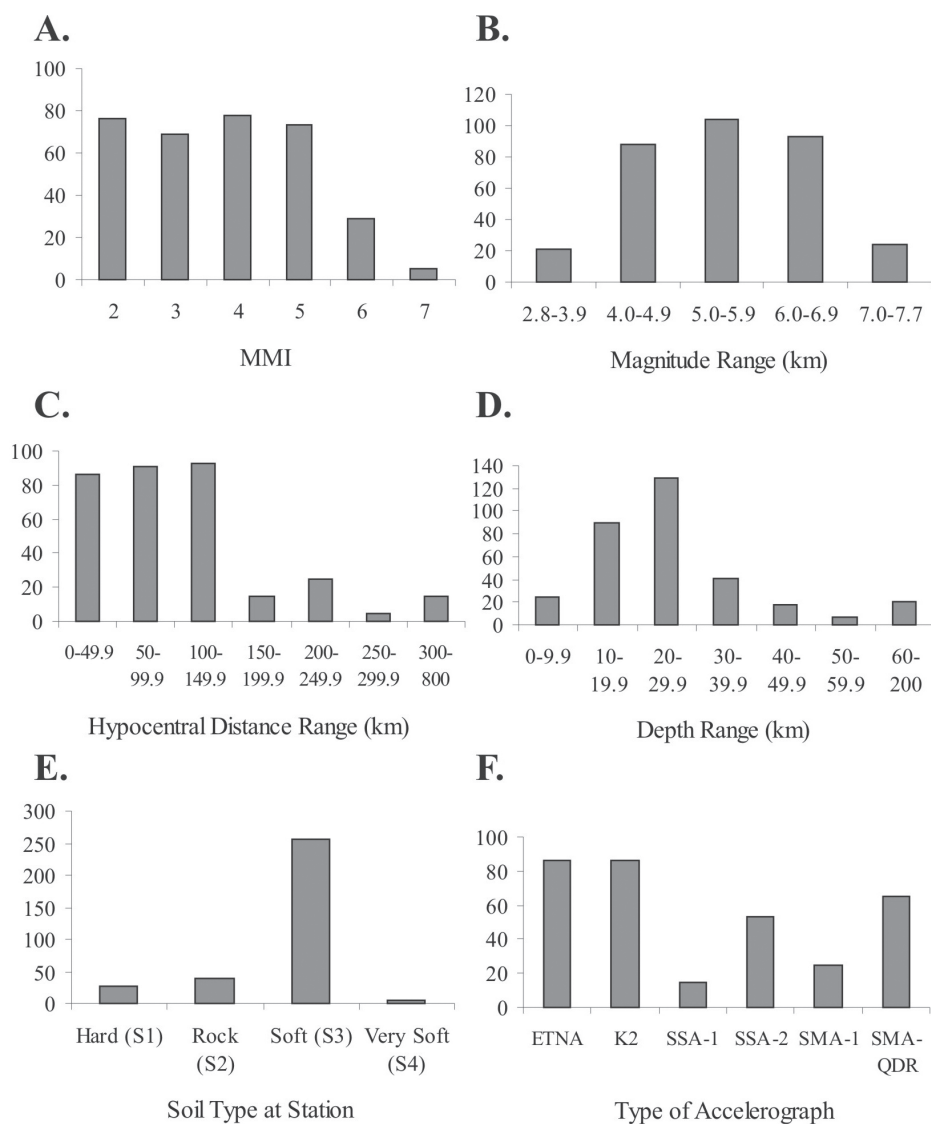 A.
100
80
60
40
20
0
2 3 4 5 6 7
MMI
B.
120
100
80
60
40
20
0
2.8-3.9 4.0-4.9 5.0-5.9 6.0-6.9 7.0-7.7
Magnitude Range (km)
C.
100
80
60
40
20
0
0-49.9 50- 100- 150- 200- 250- 300-
99.9 149.9 199.9 249.9 299.9 800
Hypocentral Distance Range (km)
D.
140
120
100
80
60
40
20
0
0-9.9 10- 20- 30- 40- 50- 60-
19.9 29.9 39.9 49.9 59.9 200
Depth Range (km)
E.
300
250
200
150
100
50
0
Hard (S1) Rock Soft (S3) Very Soft
(S2) (S4)
Soil Type at Station
F.
100
80
60
40
20
0
ETNA K2 SSA-1 SSA-2 SMA-1 SMA-
QDR
Type of Accelerograph